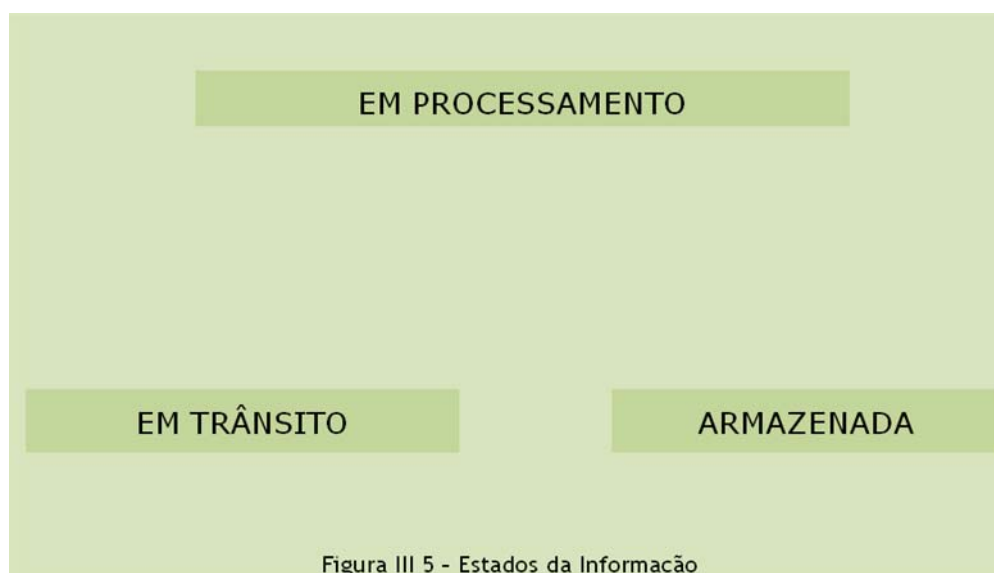 EM PROCESSAMENTO
EM TRÂNSITO
ARMAZENADA
Figura III 5 - Estados da Informação